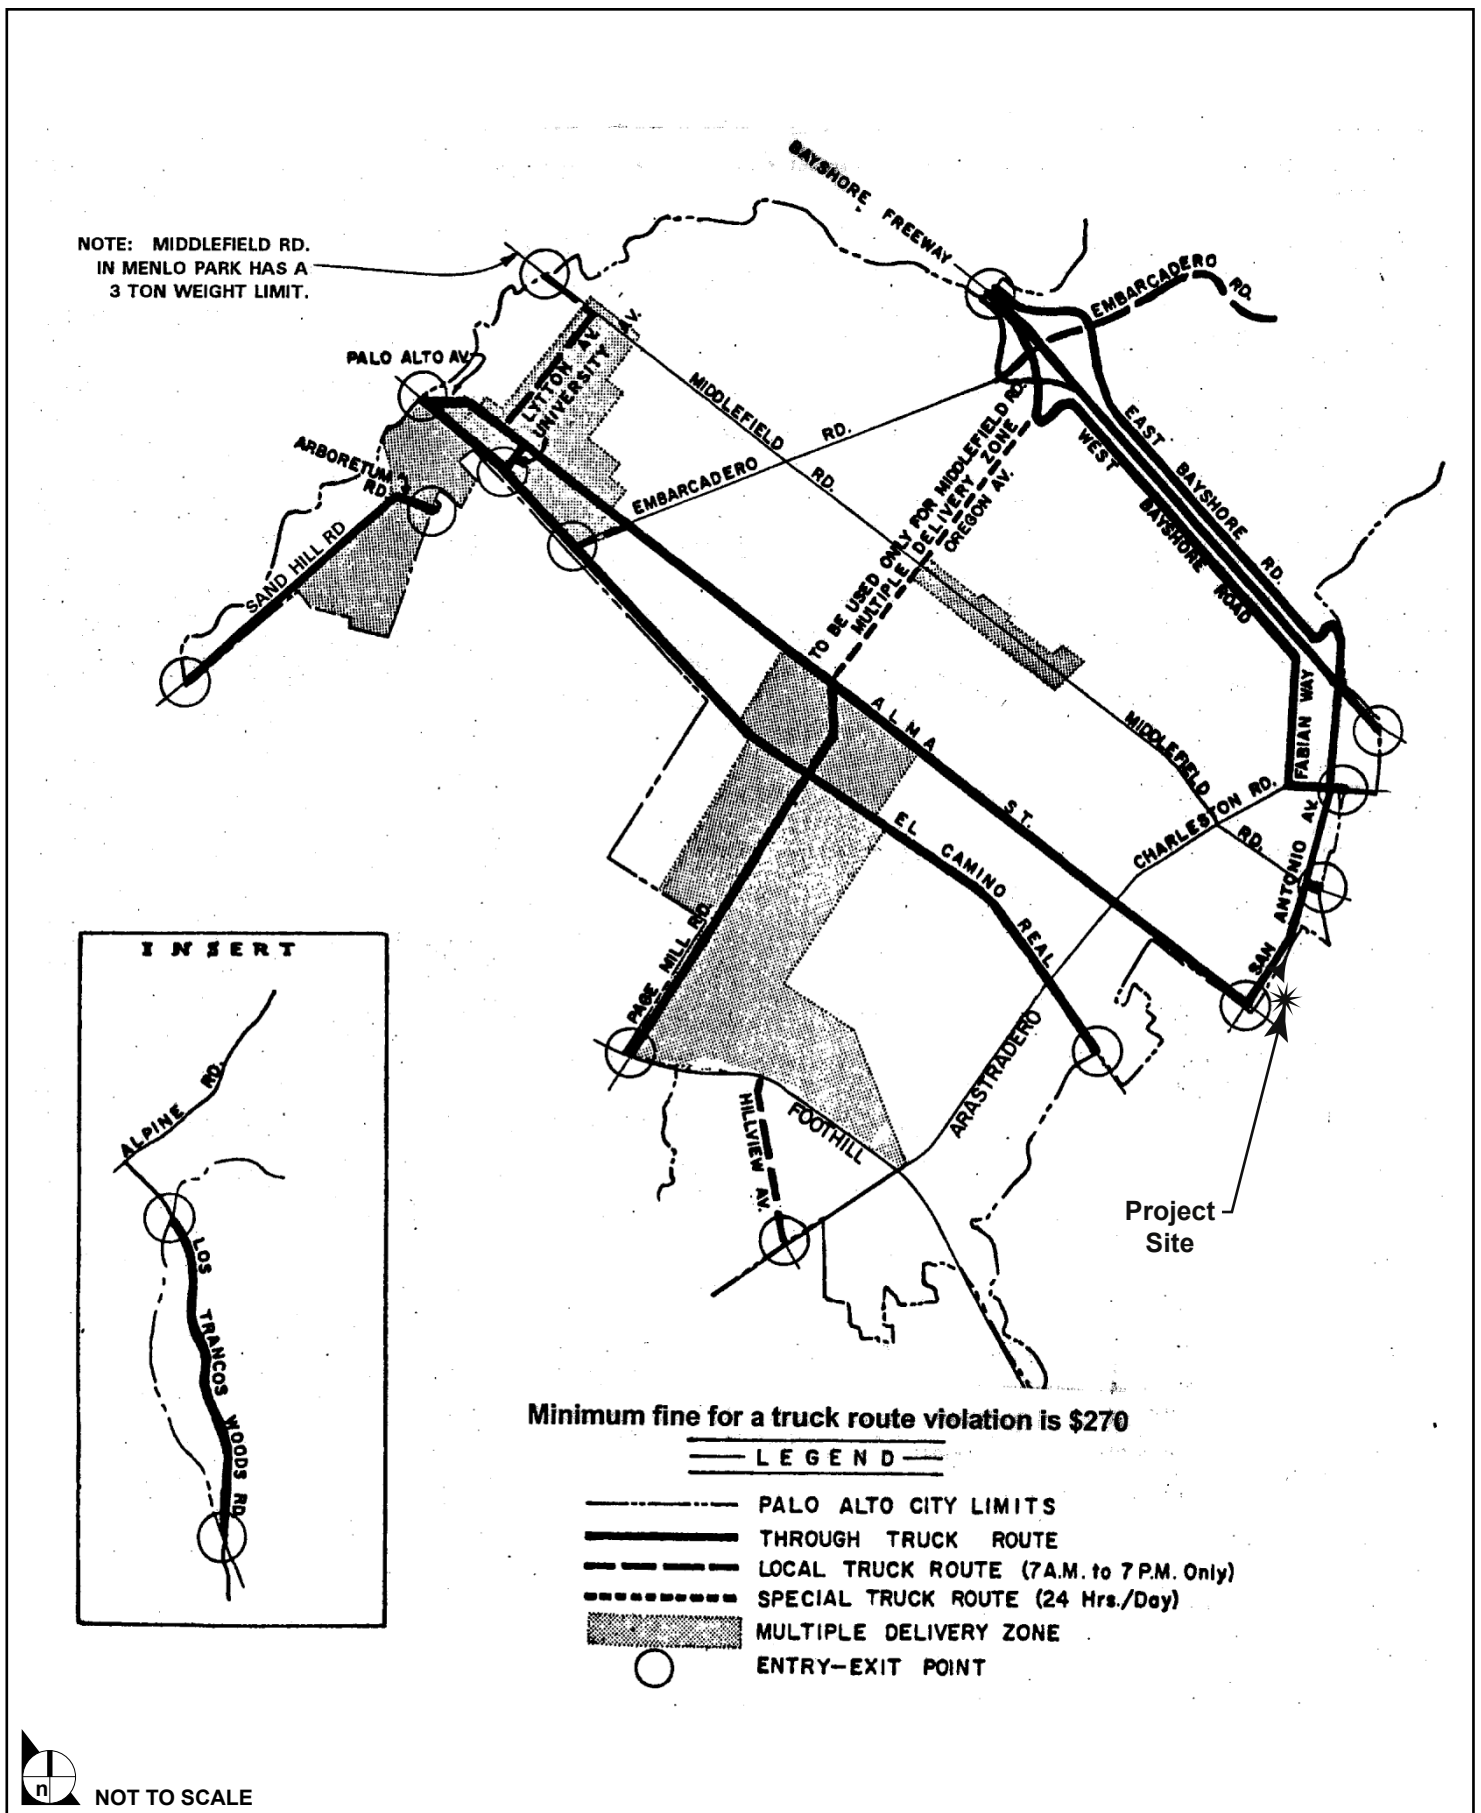 BAYSHORE FREEWAY
NOTE: MIDDLEFIELD RD.
IN MENLO PARK HAS A
3 TON WEIGHT LIMIT.
EMBARCADERO RD.
PALO ALTO AV.
LYTTON AV.
UNIVERSITY AV.
MIDDLEFIELD RD.
ARBORETUM
RD.
EMBARCADERO RD.
SAND HILL RD
TO BE USED ONLY FOR MIDDLEFIELD RD.
MULTIPLE DELIVERY ZONE
OREGON AV.
EAST BAYSHORE RD.
WEST BAYSHORE ROAD
FABIAN WAY
ALMA ST.
MIDDLEFIELD RD.
CHARLESTON RD.
SAN ANTONIO AV.
EL CAMINO REAL
PAGE MILL RD.
ARASTRADERO
FOOTHILL
HILLVIEW AV.
Project
Site
INSERT
ALPINE RD.
LOS TRANCOS WOODS RD.
Minimum fine for a truck route violation is $270
LEGEND
PALO ALTO CITY LIMITS
THROUGH TRUCK ROUTE
LOCAL TRUCK ROUTE (7A.M. to 7P.M. Only)
SPECIAL TRUCK ROUTE (24 Hrs./Day)
MULTIPLE DELIVERY ZONE
ENTRY-EXIT POINT
n
NOT TO SCALE